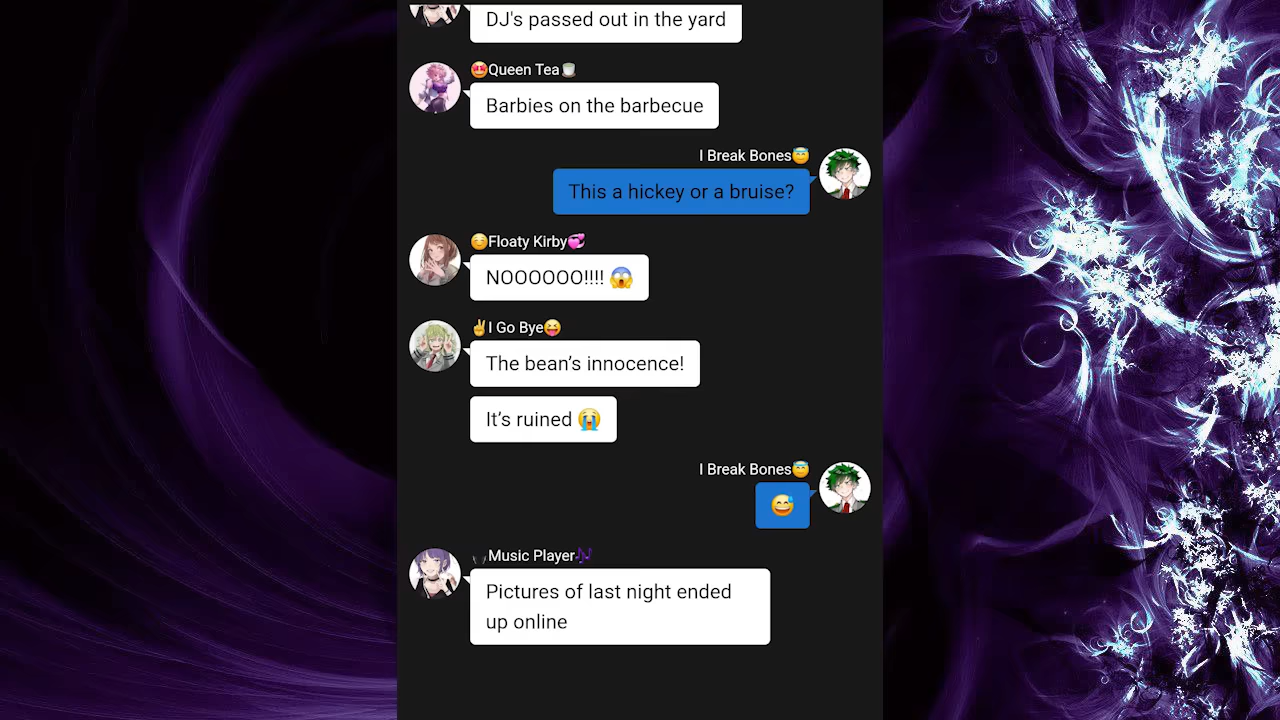 DJ's passed out in the yard
🤩Queen Tea🍵
Barbies on the barbecue
I Break Bones😇
This a hickey or a bruise?
☺️Floaty Kirby💞
NOOOOOO!!!! 😱
✌️I Go Bye😝
The bean’s innocence!
It’s ruined 😭
I Break Bones😇
😅
🎧Music Player🎶
Pictures of last night ended
up online